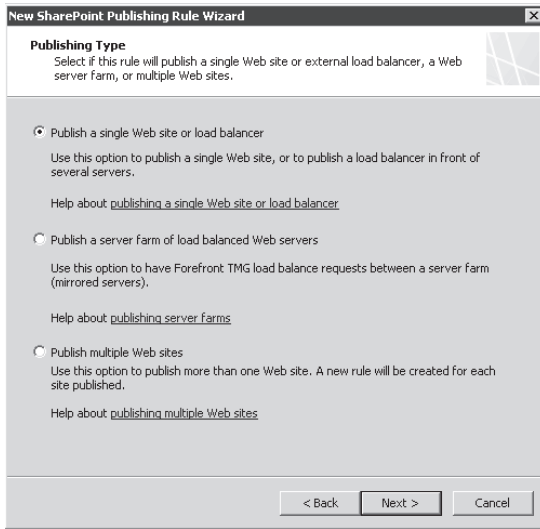 New SharePoint Publishing Rule Wizard
Publishing Type
Select if this rule will publish a single Web site or external load balancer, a Web
server farm, or multiple Web sites.
Publish a single Web site or load balancer
Use this option to publish a single Web site, or to publish a load balancer in front of
several servers.
Help about publishing a single Web site or load balancer
Publish a server farm of load balanced Web servers
Use this option to have Forefront TMG load balance requests between a server farm
(mirrored servers).
Help about publishing server farms
Publish multiple Web sites
Use this option to publish more than one Web site. A new rule will be created for each
site published.
Help about publishing multiple Web sites
< Back Next > Cancel